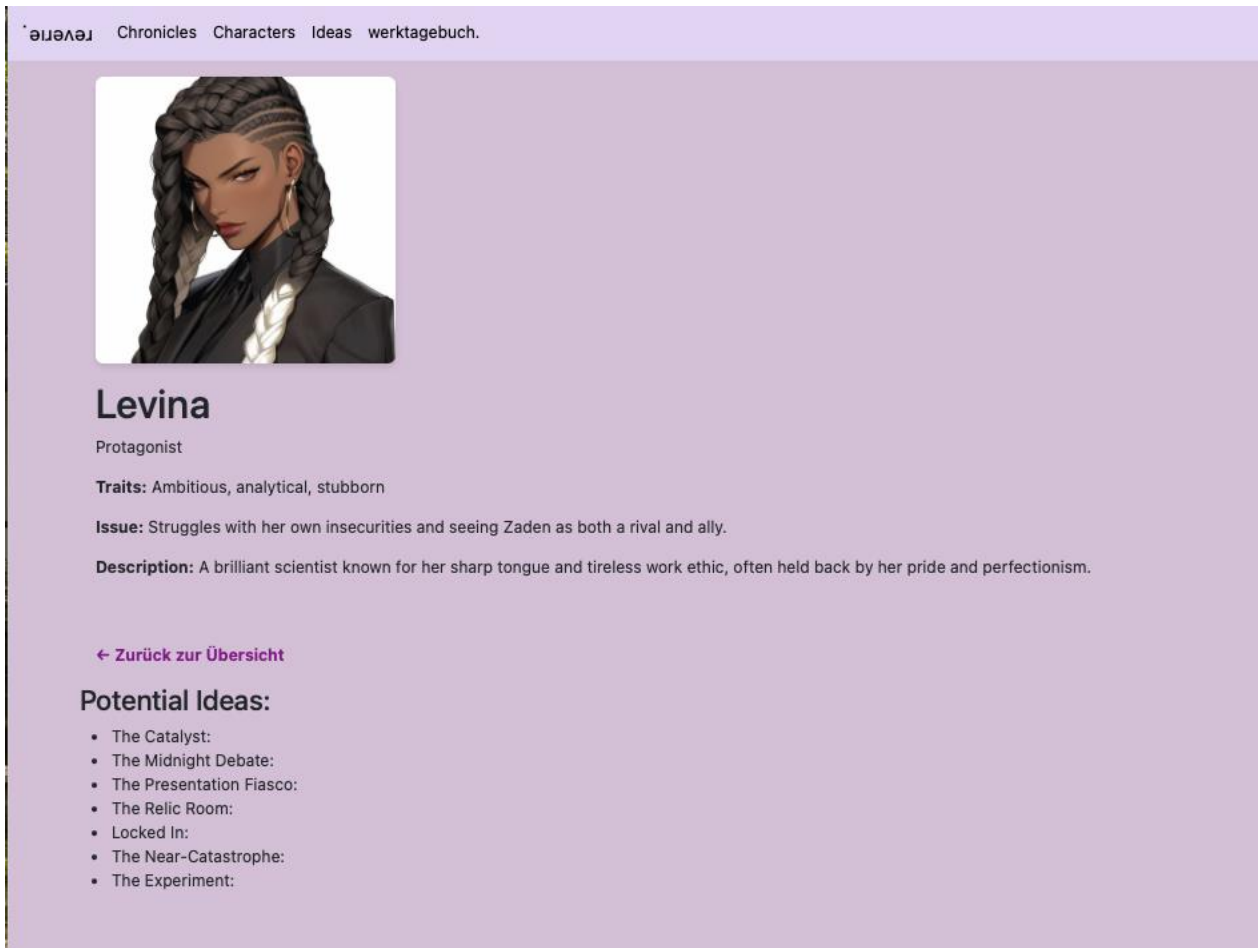 reverie.
Chronicles Characters Ideas werktagebuch.
Levina
Protagonist
Traits: Ambitious, analytical, stubborn
Issue: Struggles with her own insecurities and seeing Zaden as both a rival and ally.
Description: A brilliant scientist known for her sharp tongue and tireless work ethic, often held back by her pride and perfectionism.
← Zurück zur Übersicht
Potential Ideas:
• The Catalyst:
• The Midnight Debate:
• The Presentation Fiasco:
• The Relic Room:
• Locked In:
• The Near-Catastrophe:
• The Experiment: